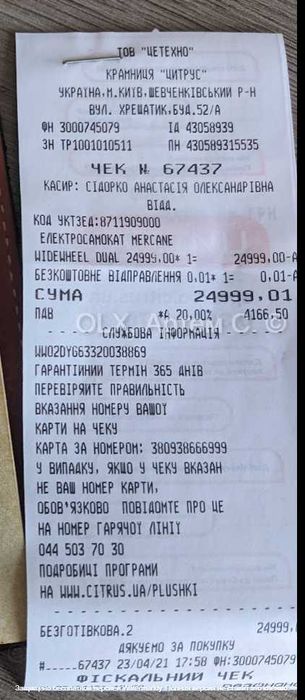 ТОВ "ЦЕТЕХНО"
КРАМНИЦЯ "ЦИТРУС"
УКРАЇНА,М.КИЇВ,ШЕВЧЕНКІВСЬКИЙ Р-Н
ВУЛ. ХРЕЩАТИК,БУД.52/А
ФН 3000745079 ІД 43058939
ЗН ТР1001010511 ПН 430589315535
ЧЕК № 67437
КАСИР: СІДОРКО АНАСТАСІЯ ОЛЕКСАНДРІВНА
ВІДД.
КОД УКТЗЕД:8711909000
ЕЛЕКТРОСАМОКАТ MERCANE
WIDEWHEEL DUAL 24999,00* 1= 24999,00-А
БЕЗКОШТОВНЕ ВІДПРАВЛЕННЯ 0,01* 1= 0,01-А
СУМА 24999,01
ПДВ *А 20,00% 4166,50
OLX
СЛУЖБОВА ІНФОРМАЦІЯ
WW02DYG63320038869
ГАРАНТІЙНИЙ ТЕРМІН 365 ДНІВ
ПЕРЕВІРЯЙТЕ ПРАВИЛЬНІСТЬ
ВКАЗАННЯ НОМЕРУ ВАШОЇ
КАРТИ НА ЧЕКУ
КАРТА ЗА НОМЕРОМ: 380938666999
У ВИПАДКУ, ЯКЩО У ЧЕКУ ВКАЗАН
НЕ ВАШ НОМЕР КАРТИ,
ОБОВ'ЯЗКОВО ПОВІДОМТЕ ПРО ЦЕ
НА НОМЕР ГАРЯЧОЇ ЛІНІЇ
044 503 70 30
ПОДРОБИЦІ ПРОГРАМИ
НА WWW.CITRUS.UA/PLUSHKI
БЕЗГОТІВКОВА.2 24999,
ДЯКУЄМО ЗА ПОКУПКУ
#.....67437 23/04/21 17:58 ФН:3000745079
ФІСКАЛЬНИЙ ЧЕК